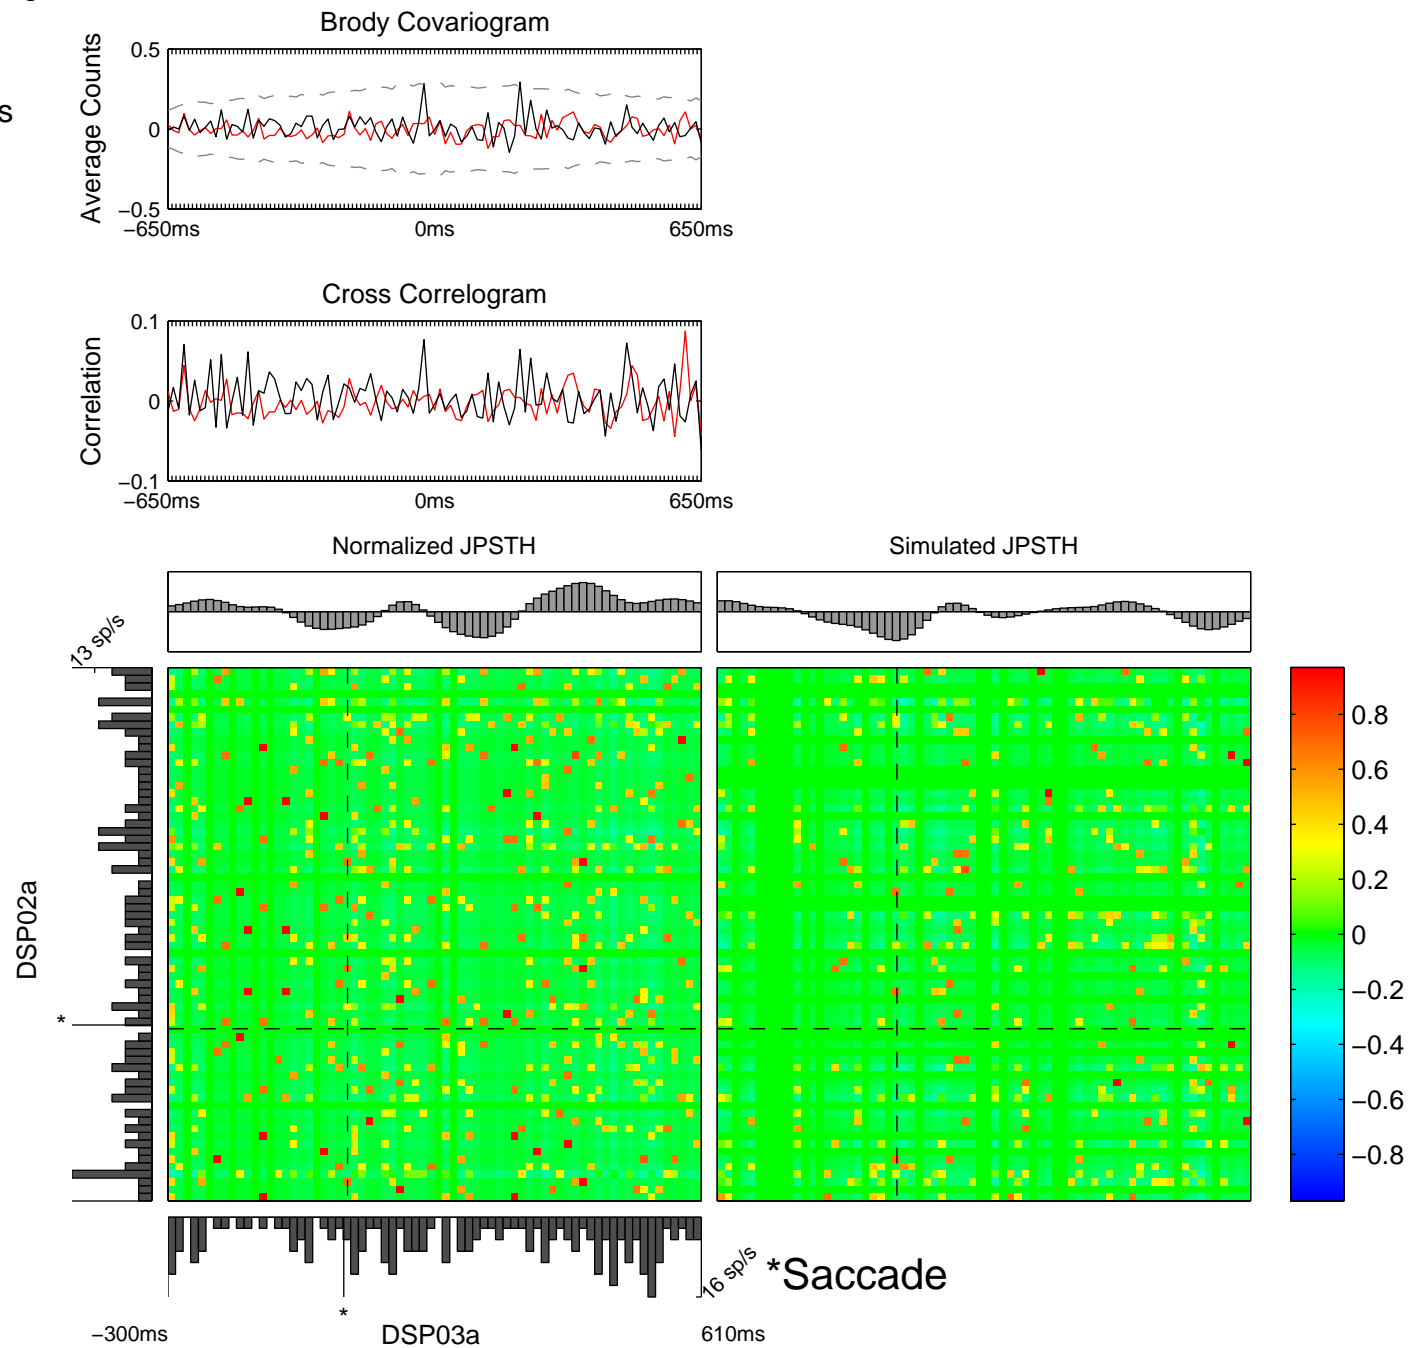 Brody Covariogram
Average Counts
0.5
0
−0.5
−650ms 0ms 650ms
s
Cross Correlogram
Correlation
0.1
0
−0.1
−650ms 0ms 650ms
Normalized JPSTH
Simulated JPSTH
13 sp/s
DSP02a
*
0.8
0.6
0.4
0.2
0
−0.2
−0.4
−0.6
−0.8
16 sp/s
*Saccade
*
−300ms DSP03a 610ms